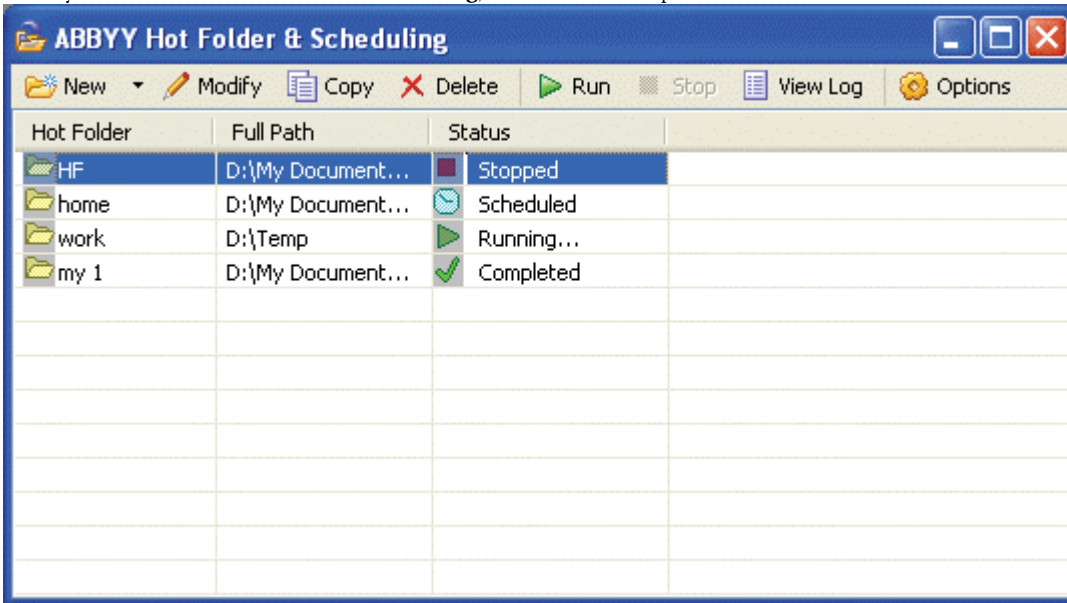 ABBYY Hot Folder & Scheduling
New Modify Copy Delete Run Stop View Log Options
Hot Folder Full Path Status
HF D:\My Document... Stopped
home D:\My Document... Scheduled
work D:\Temp Running...
my 1 D:\My Document... Completed